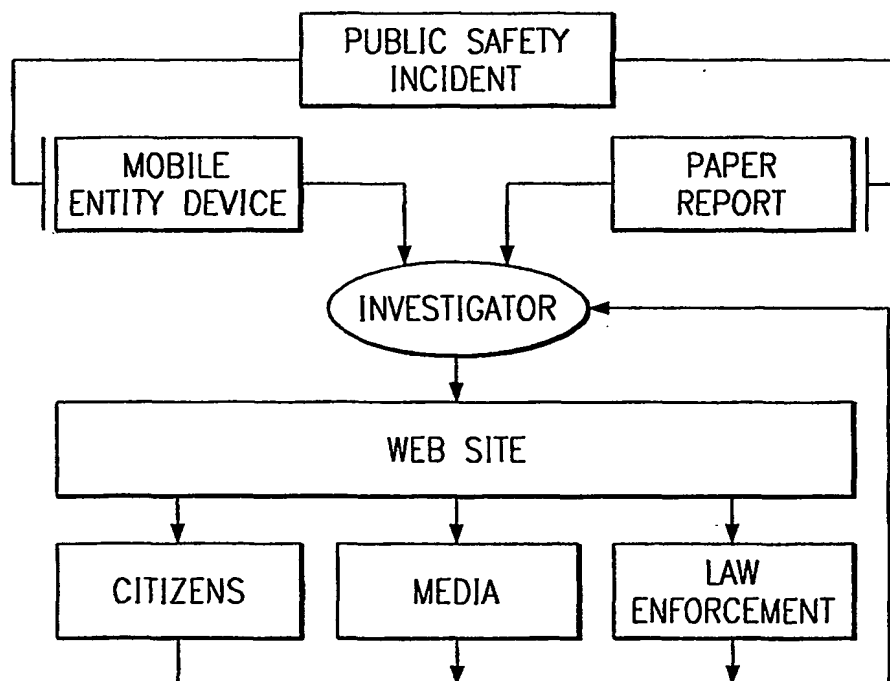 PUBLIC SAFETY
INCIDENT
MOBILE
ENTITY DEVICE
PAPER
REPORT
INVESTIGATOR
WEB SITE
CITIZENS
MEDIA
LAW
ENFORCEMENT